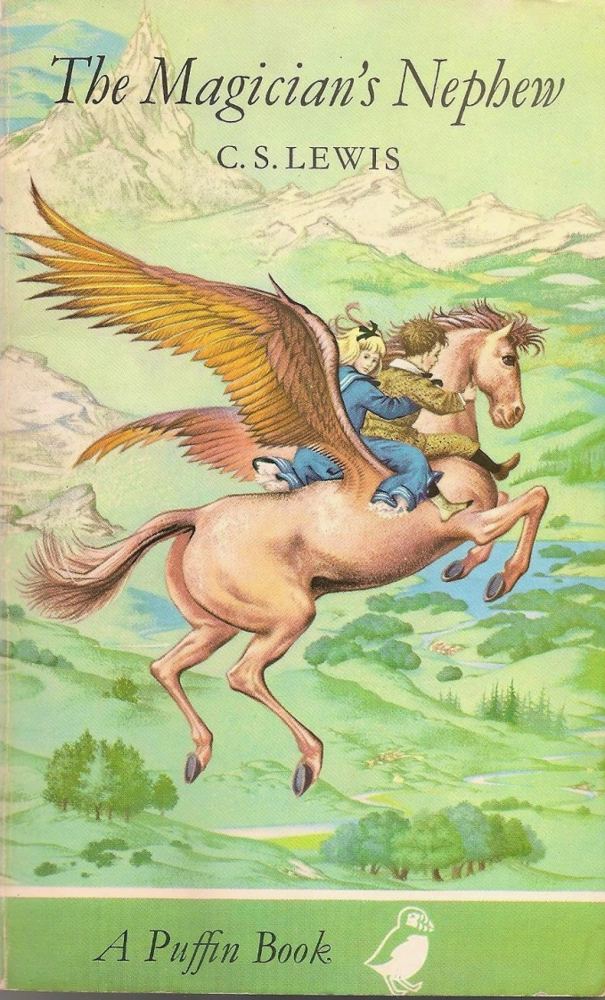 The Magician's Nephew
C. S. LEWIS
A Puffin Book